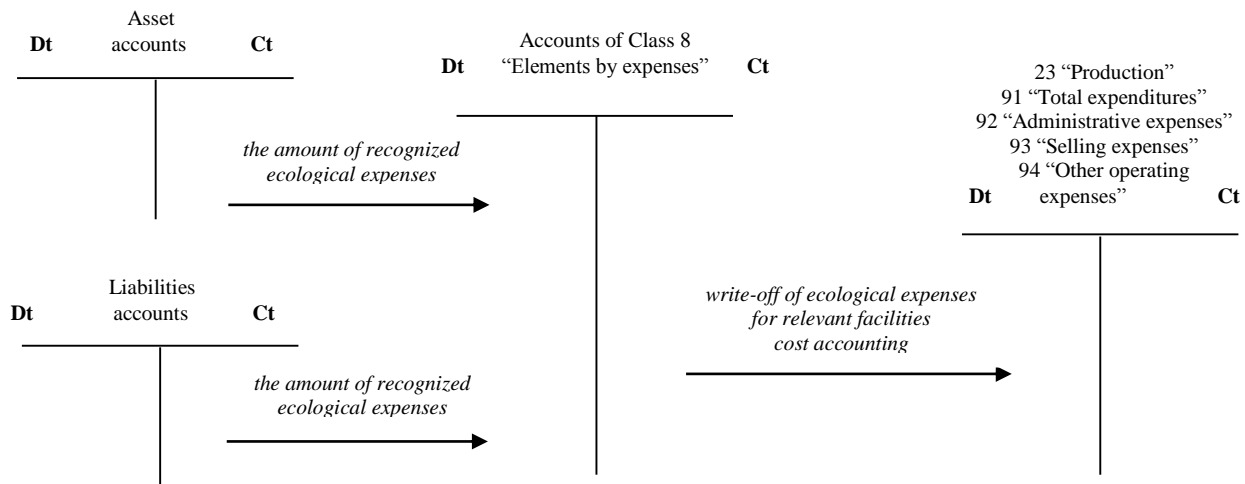 Asset
Dt accounts Ct
the amount of recognized
ecological expenses
Liabilities
Dt accounts Ct
the amount of recognized
ecological expenses
Accounts of Class 8
Dt “Elements by expenses” Ct
write-off of ecological expenses
for relevant facilities
cost accounting
23 “Production”
91 “Total expenditures”
92 “Administrative expenses”
93 “Selling expenses”
94 “Other operating
Dt expenses” Ct